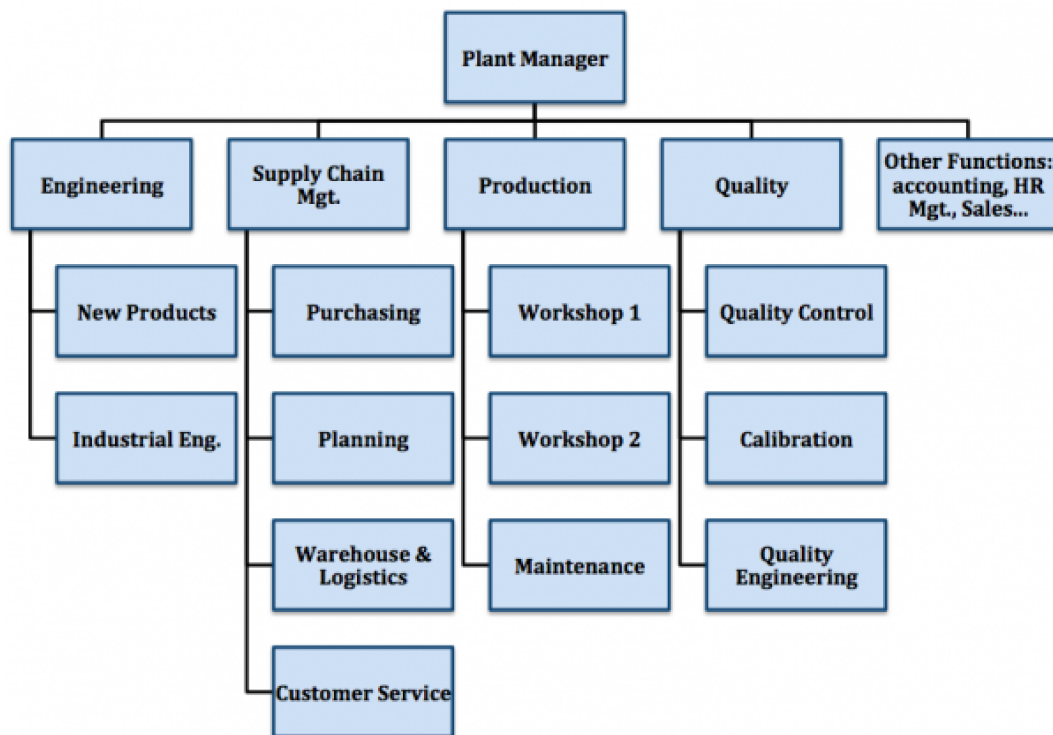 Plant Manager
Engineering
Supply Chain
Mgt.
Production
Quality
Other Functions:
accounting, HR
Mgt., Sales...
New Products
Purchasing
Workshop 1
Quality Control
Industrial Eng.
Planning
Workshop 2
Calibration
Warehouse &
Logistics
Maintenance
Quality
Engineering
Customer Service